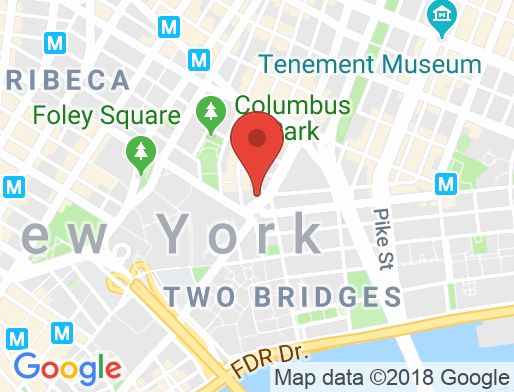 Tenement Museum
RIBECA
Foley Square
Columbus
ark
M
M
M
M
M
M
M
ew York
Pike St
TWO BRIDGES
FDR Dr.
Google
Map data ©2018 Google